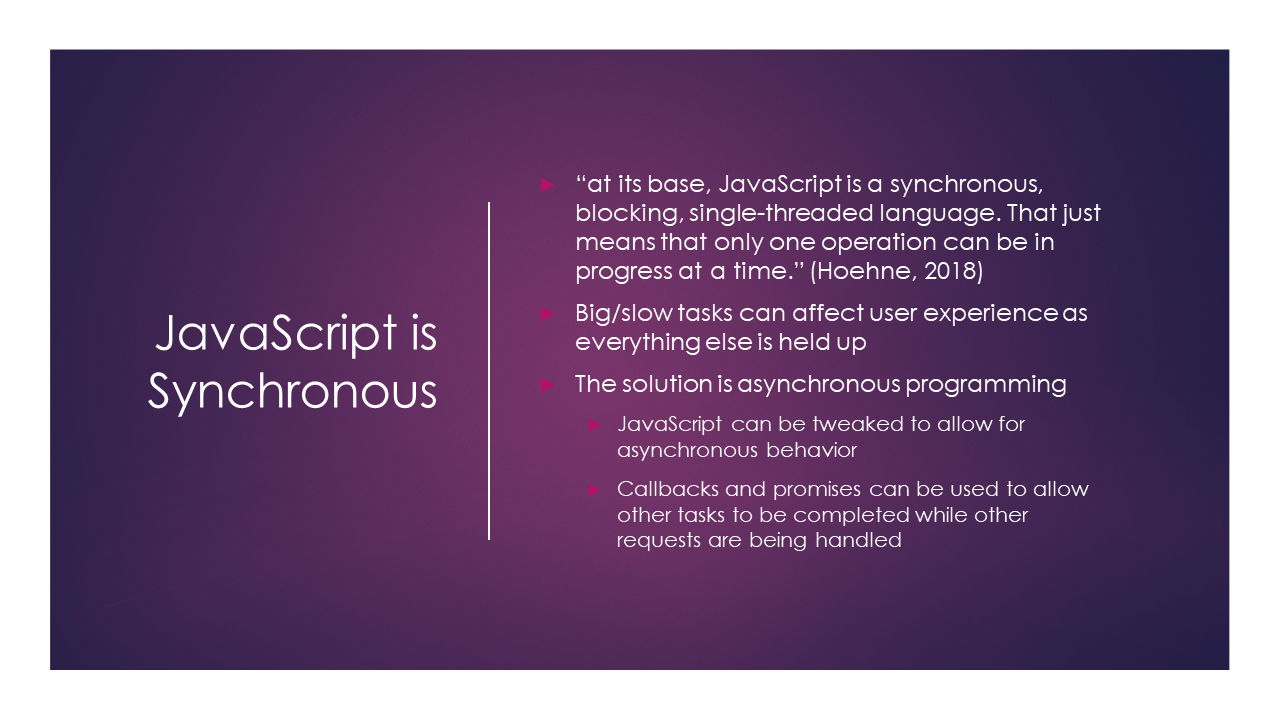 JavaScript is
Synchronous
“at its base, JavaScript is a synchronous,
blocking, single-threaded language. That just
means that only one operation can be in
progress at a time.” (Hoehne, 2018)
Big/slow tasks can affect user experience as
everything else is held up
The solution is asynchronous programming
JavaScript can be tweaked to allow for
asynchronous behavior
Callbacks and promises can be used to allow
other tasks to be completed while other
requests are being handled